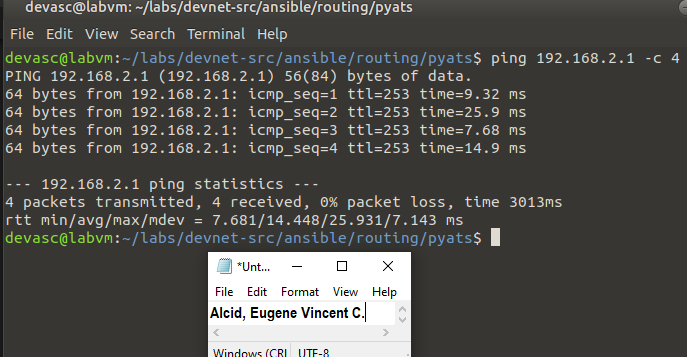 devasc@labvm: ~/labs/devnet-src/ansible/routing/pyats
File Edit View Search Terminal Help
devasc@labvm:~/labs/devnet-src/ansible/routing/pyats$ ping 192.168.2.1 -c 4
PING 192.168.2.1 (192.168.2.1) 56(84) bytes of data.
64 bytes from 192.168.2.1: icmp_seq=1 ttl=253 time=9.32 ms
64 bytes from 192.168.2.1: icmp_seq=2 ttl=253 time=25.9 ms
64 bytes from 192.168.2.1: icmp_seq=3 ttl=253 time=7.68 ms
64 bytes from 192.168.2.1: icmp_seq=4 ttl=253 time=14.9 ms
--- 192.168.2.1 ping statistics ---
4 packets transmitted, 4 received, 0% packet loss, time 3013ms
rtt min/avg/max/mdev = 7.681/14.448/25.931/7.143 ms
devasc@labvm:~/labs/devnet-src/ansible/routing/pyats$
*Unt...
File Edit Format View Help
Alcid, Eugene Vincent C.
Windows (CRL UTF-8